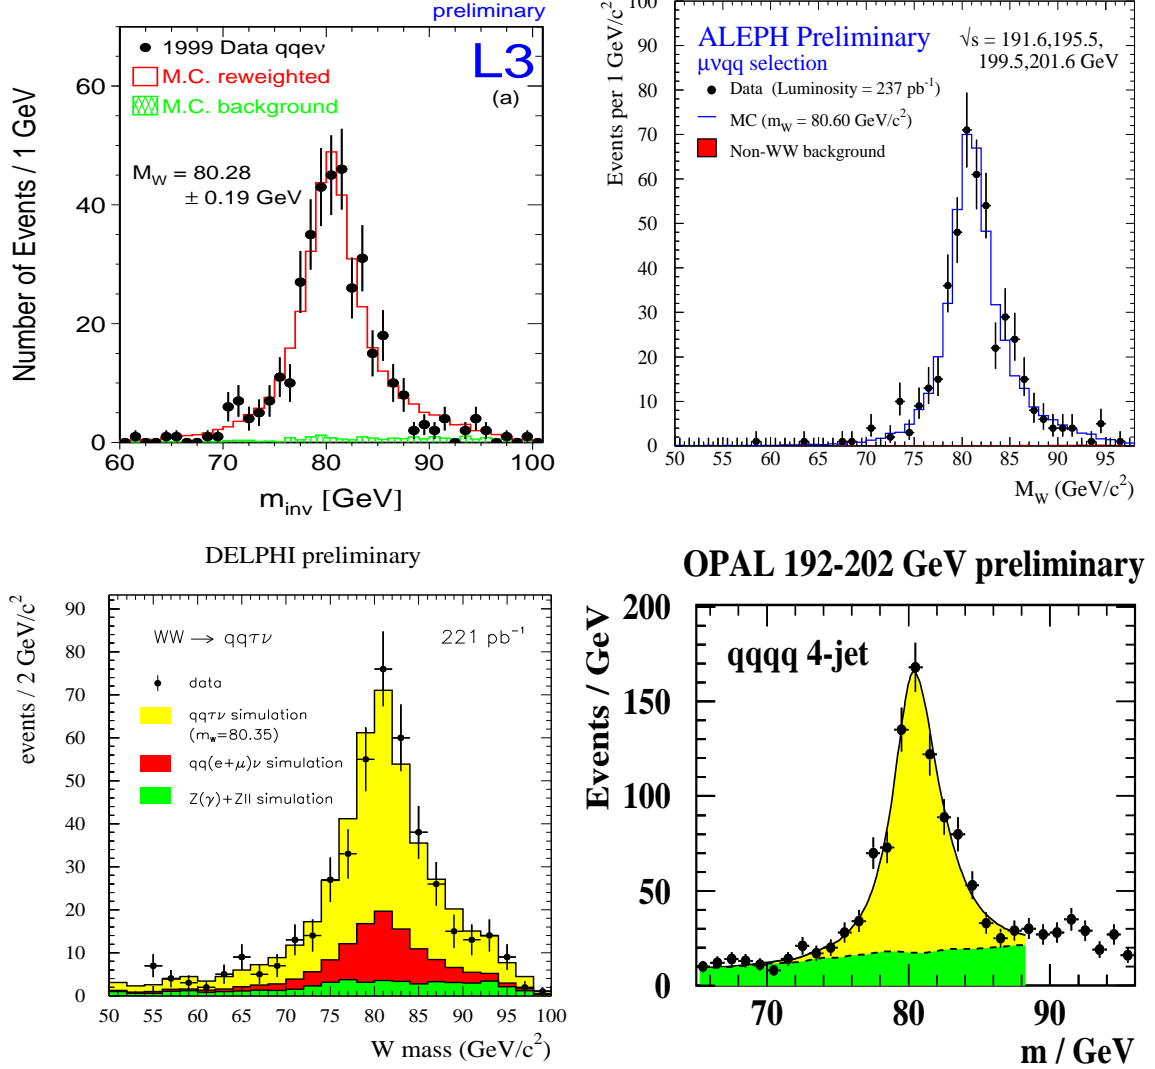 preliminary
1999 Data qqeν
M.C. reweighted
M.C. background
L3
(a)
M_W = 80.28
± 0.19 GeV
Number of Events / 1 GeV
60
40
20
0
60 70 80 90 100
m_inv [GeV]
Events per 1 GeV/c²
100
90
80
70
60
50
40
30
20
10
0
ALEPH Preliminary
μνqq selection
√s = 191.6,195.5,
199.5,201.6 GeV
Data (Luminosity = 237 pb⁻¹)
MC (m_W = 80.60 GeV/c²)
Non-WW background
50 55 60 65 70 75 80 85 90 95
M_W (GeV/c²)
DELPHI preliminary
events / 2 GeV/c²
90
80
70
60
50
40
30
20
10
0
WW → qqτν
221 pb⁻¹
data
qqτν simulation
(m_w=80.35)
qq(e+μ)ν simulation
Z(γ)+ZII simulation
50 55 60 65 70 75 80 85 90 95 100
W mass (GeV/c²)
OPAL 192-202 GeV preliminary
Events / GeV
200
150
100
50
0
qqqq 4-jet
70 80 90
m / GeV